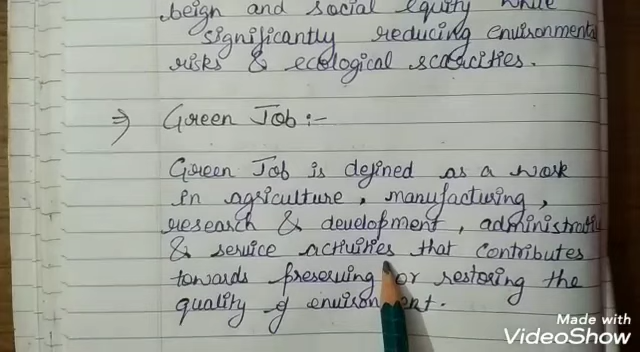 beign and social equity while
significantly reducing environmental
risks & ecological scarcities.
⇒ Green Job :-
Green Job is defined as a work
in agriculture, manufacturing,
research & development, administrativ
& service activities that contributes
towards preserving or restoring the
quality of environment.
Made with
VideoShow